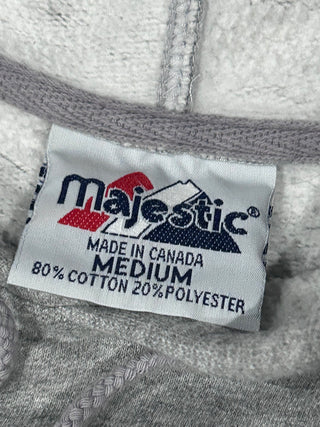 majestic®
MADE IN CANADA
MEDIUM
80% COTTON 20% POLYESTER